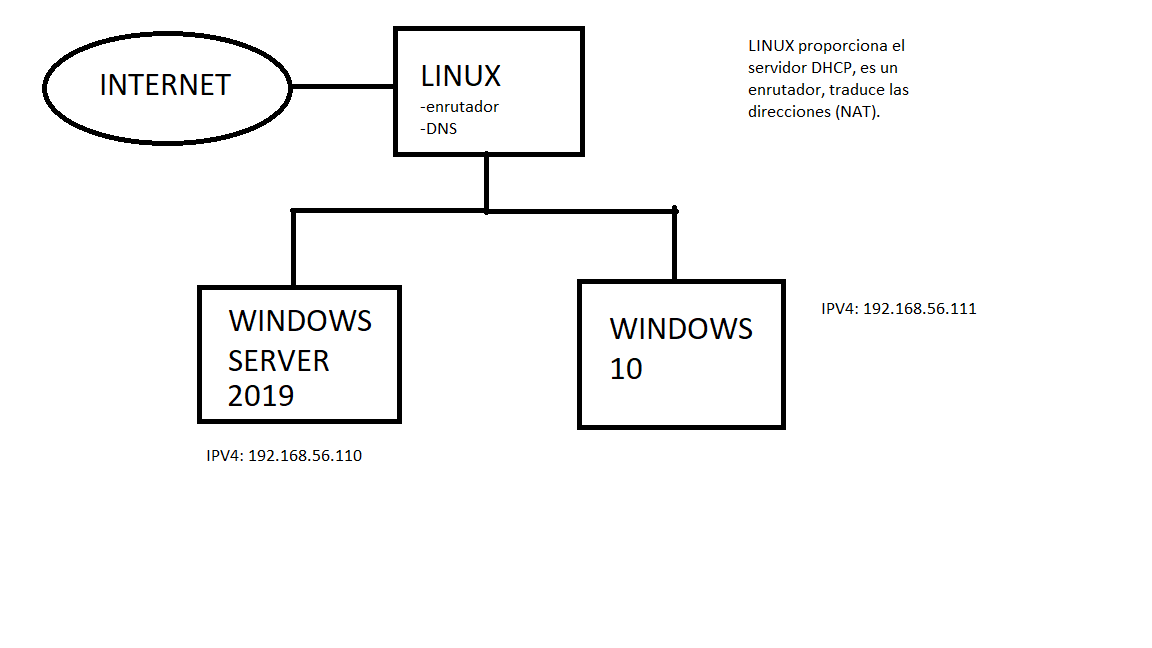 INTERNET
LINUX
-enrutador
-DNS
LINUX proporciona el
servidor DHCP, es un
enrutador, traduce las
direcciones (NAT).
WINDOWS
SERVER
2019
IPV4: 192.168.56.110
WINDOWS
10
IPV4: 192.168.56.111